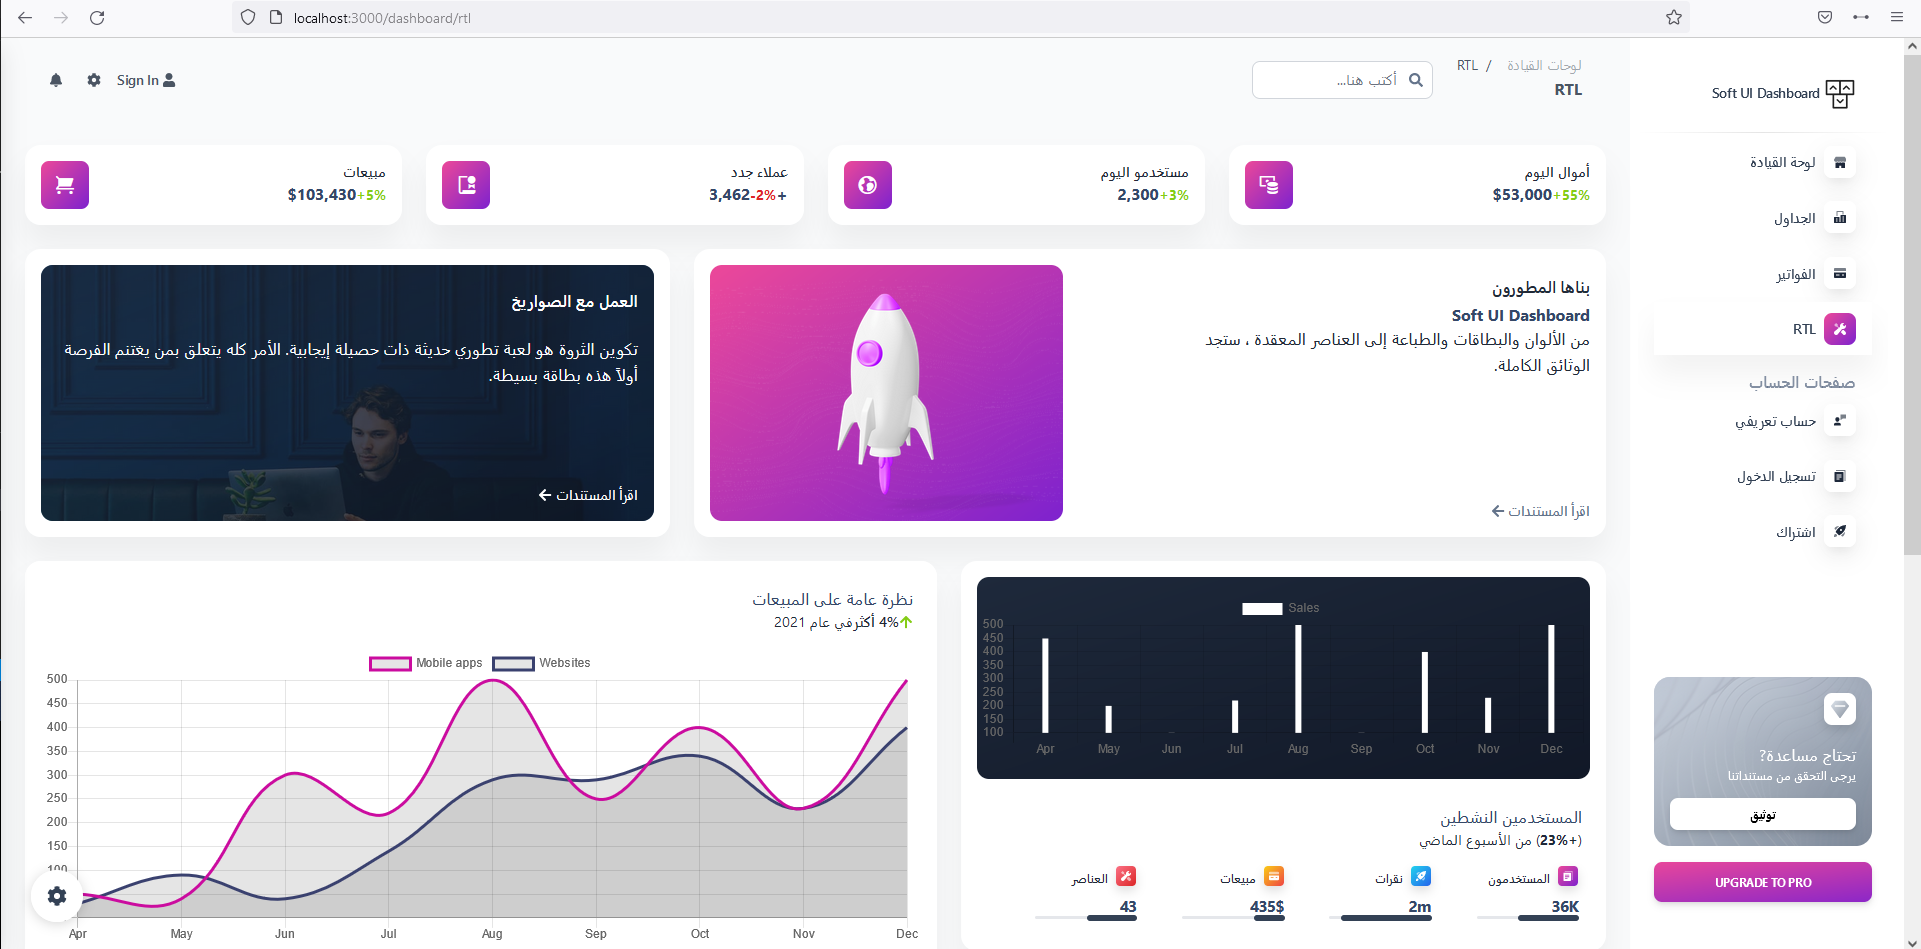 localhost:3000/dashboard/rtl
Soft UI Dashboard
لوحة القيادة
الجداول
الفواتير
RTL
صفحات الحساب
حساب تعريفي
تسجيل الدخول
اشتراك
تحتاج مساعدة?
يرجى التحقق من مستنداتنا
توثيق
UPGRADE TO PRO
لوحات القيادة / RTL
RTL
أكتب هنا...
Sign In
أموال اليوم
$53,000+55%
مستخدمو اليوم
2,300+3%
عملاء جدد
3,462-2%+
مبيعات
$103,430+5%
بناها المطورون
Soft UI Dashboard
من الألوان والبطاقات والطباعة إلى العناصر المعقدة ، ستجد
الوثائق الكاملة.
اقرأ المستندات
العمل مع الصواريخ
تكوين الثروة هو لعبة تطوري حديثة ذات حصيلة إيجابية. الأمر كله يتعلق بمن يغتنم الفرصة
أولاً هذه بطاقة بسيطة.
اقرأ المستندات
Sales
500
450
400
350
300
250
200
150
100
Apr May Jun Jul Aug Sep Oct Nov Dec
المستخدمين النشطين
(+23%) من الأسبوع الماضي
المستخدمون
36K
نقرات
2m
مبيعات
435$
العناصر
43
نظرة عامة على المبيعات
4% أكثرفي عام 2021
Mobile apps Websites
500
450
400
350
300
250
200
150
100
Apr May Jun Jul Aug Sep Oct Nov Dec